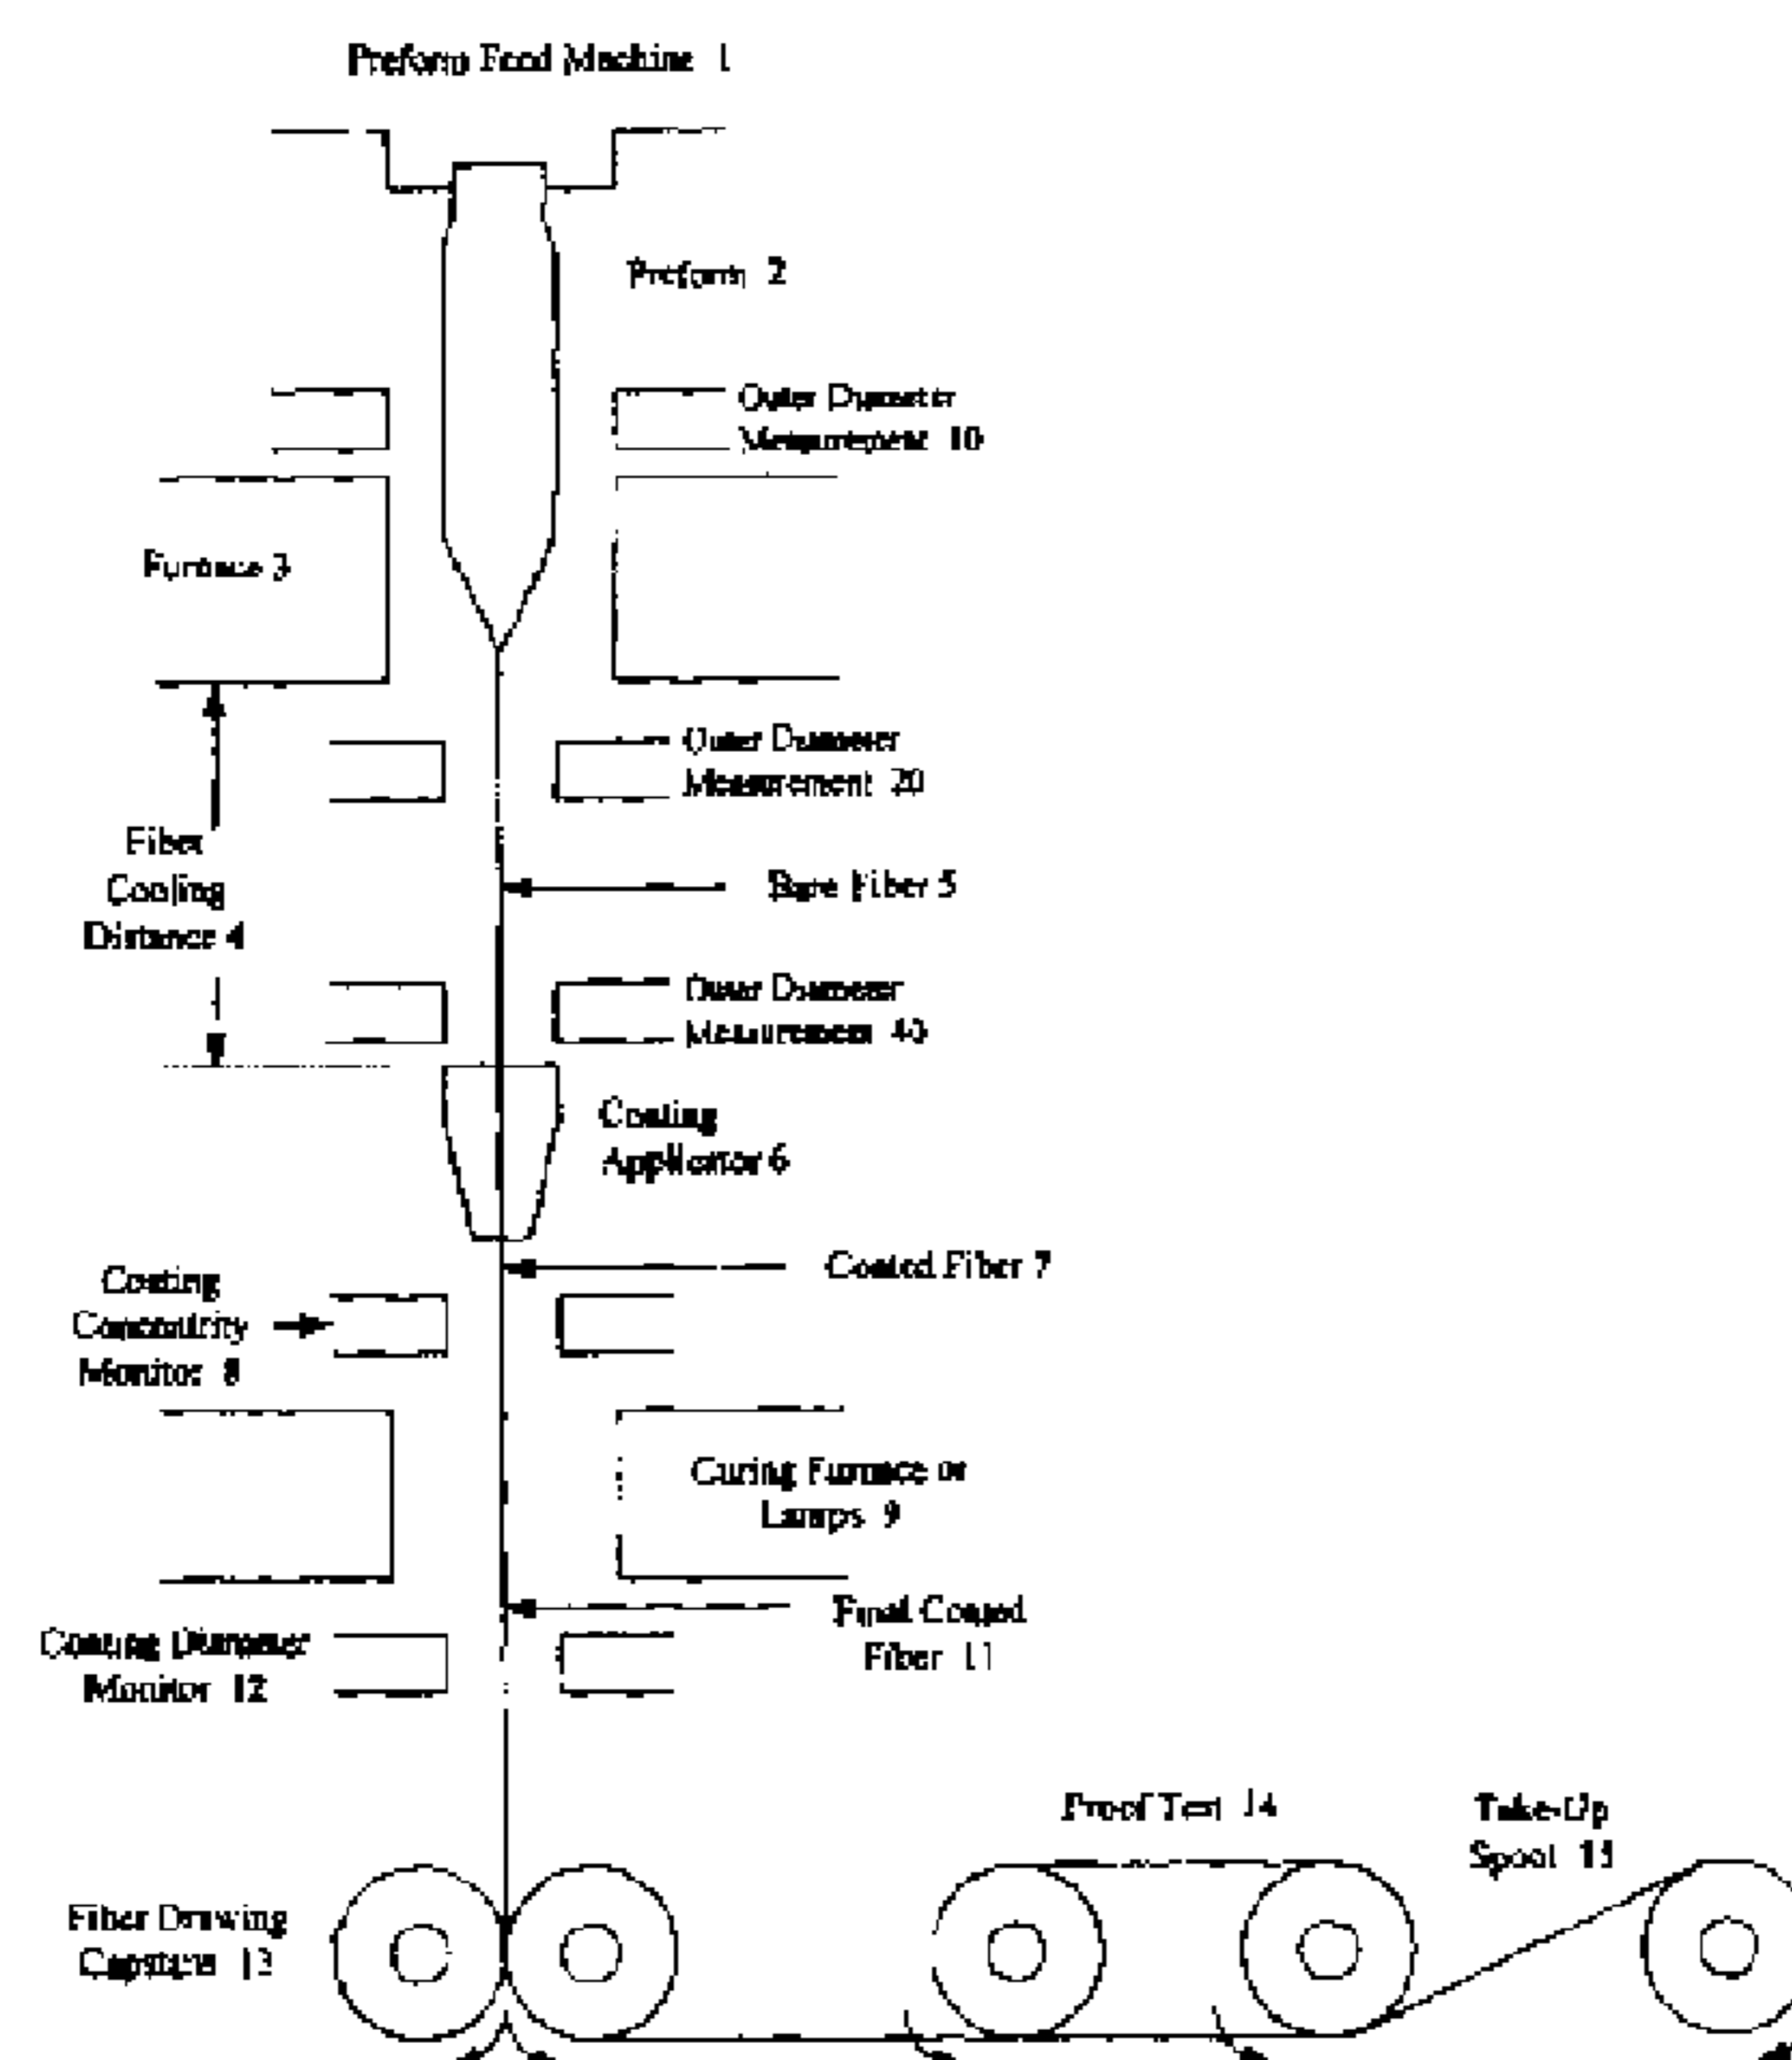 Preform Feed Machine 1
Preform 2
Outer Diameter
Measurement 10
Furnace 3
Outer Diameter
Measurement 20
Fiber
Cooling
Distance 4
Bare Fiber 5
Outer Diameter
Measurement 40
Coating
Applicator 6
Coated Fiber 7
Coating
Concentricity
Monitor 8
Curing Furnace or
Lamps 9
Final Coated
Fiber 11
Coating Diameter
Monitor 12
Proof Test 14
Take-Up
Spool 15
Fiber Drawing
Capstans 13